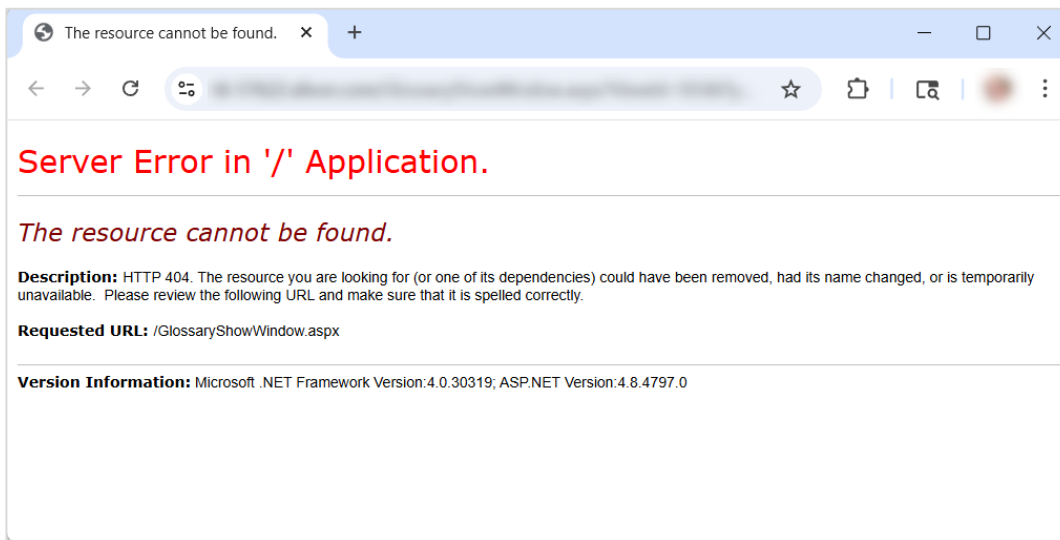 The resource cannot be found.
Server Error in '/' Application.
The resource cannot be found.
Description: HTTP 404. The resource you are looking for (or one of its dependencies) could have been removed, had its name changed, or is temporarily
unavailable.  Please review the following URL and make sure that it is spelled correctly.
Requested URL: /GlossaryShowWindow.aspx
Version Information: Microsoft .NET Framework Version:4.0.30319; ASP.NET Version:4.8.4797.0